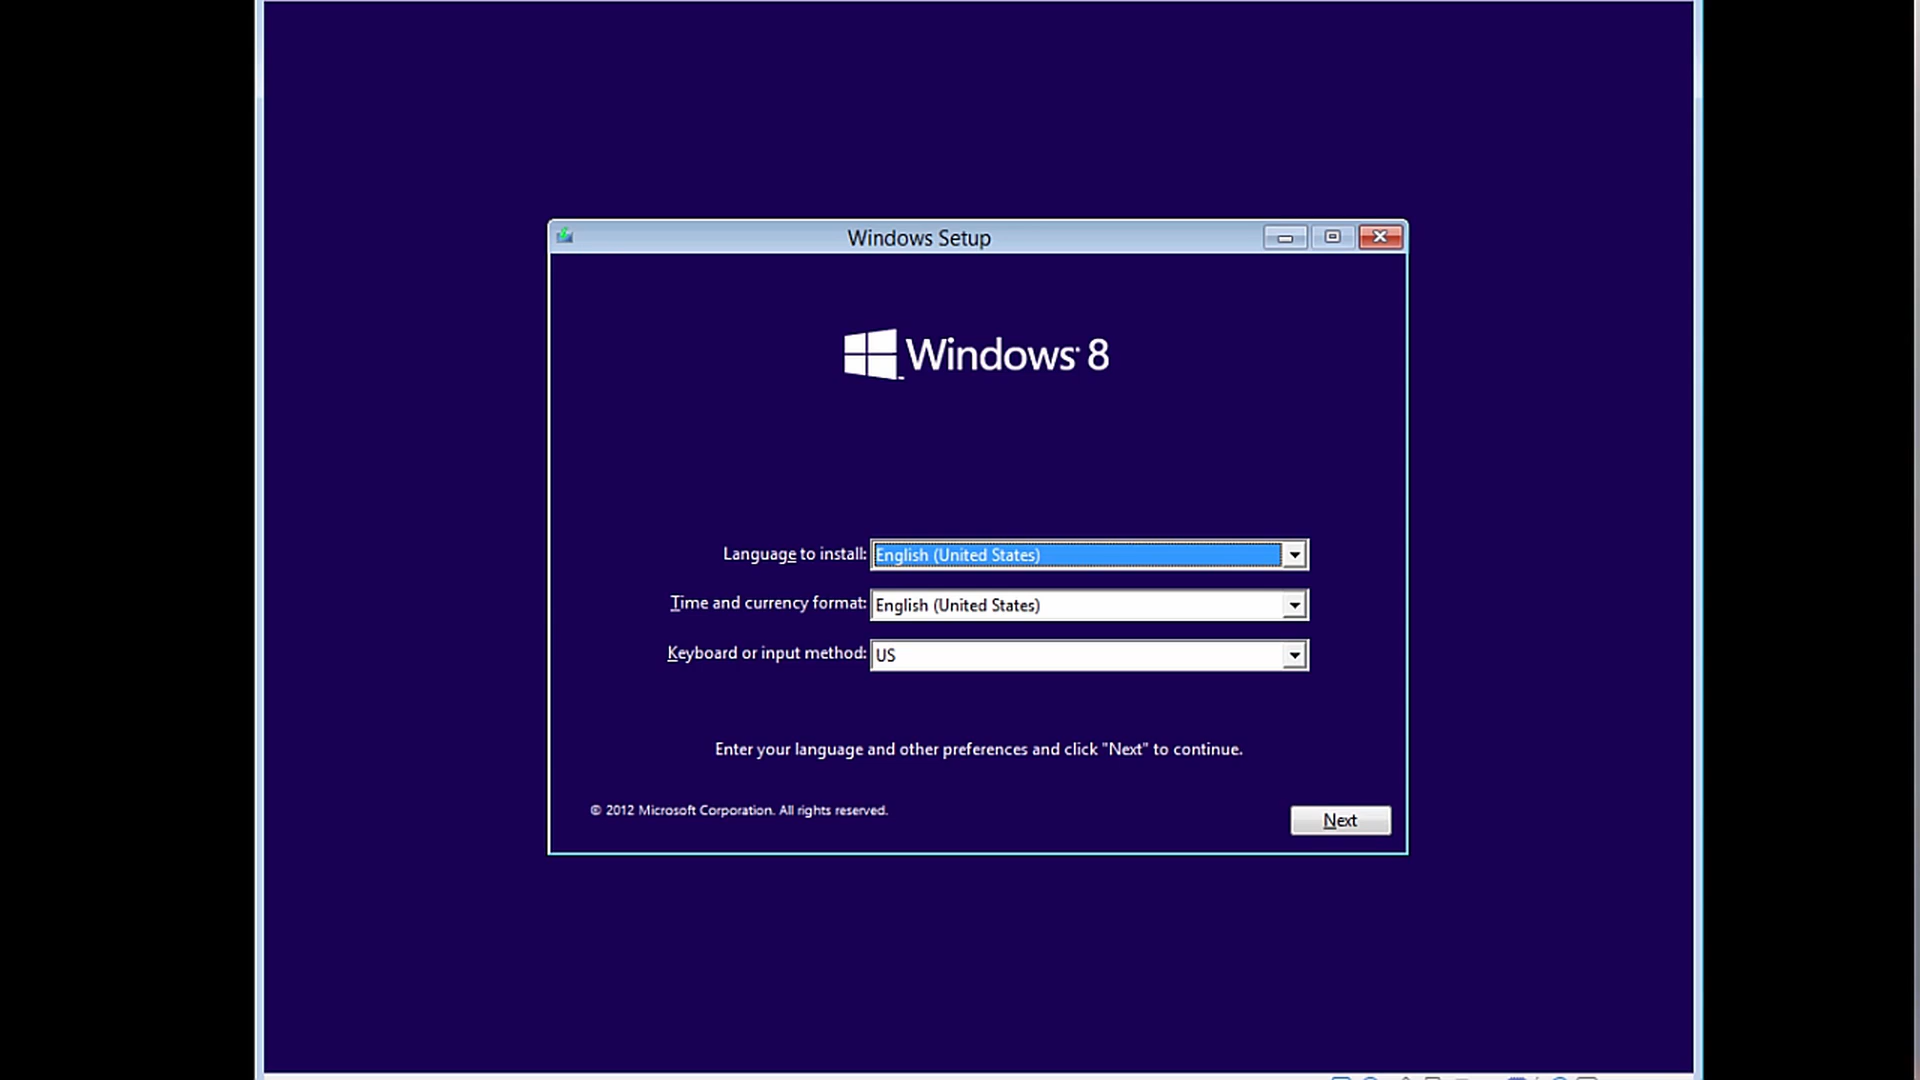 Windows Setup
Windows 8
Language to install: English (United States)
Time and currency format: English (United States)
Keyboard or input method: US
Enter your language and other preferences and click "Next" to continue.
© 2012 Microsoft Corporation. All rights reserved.
Next